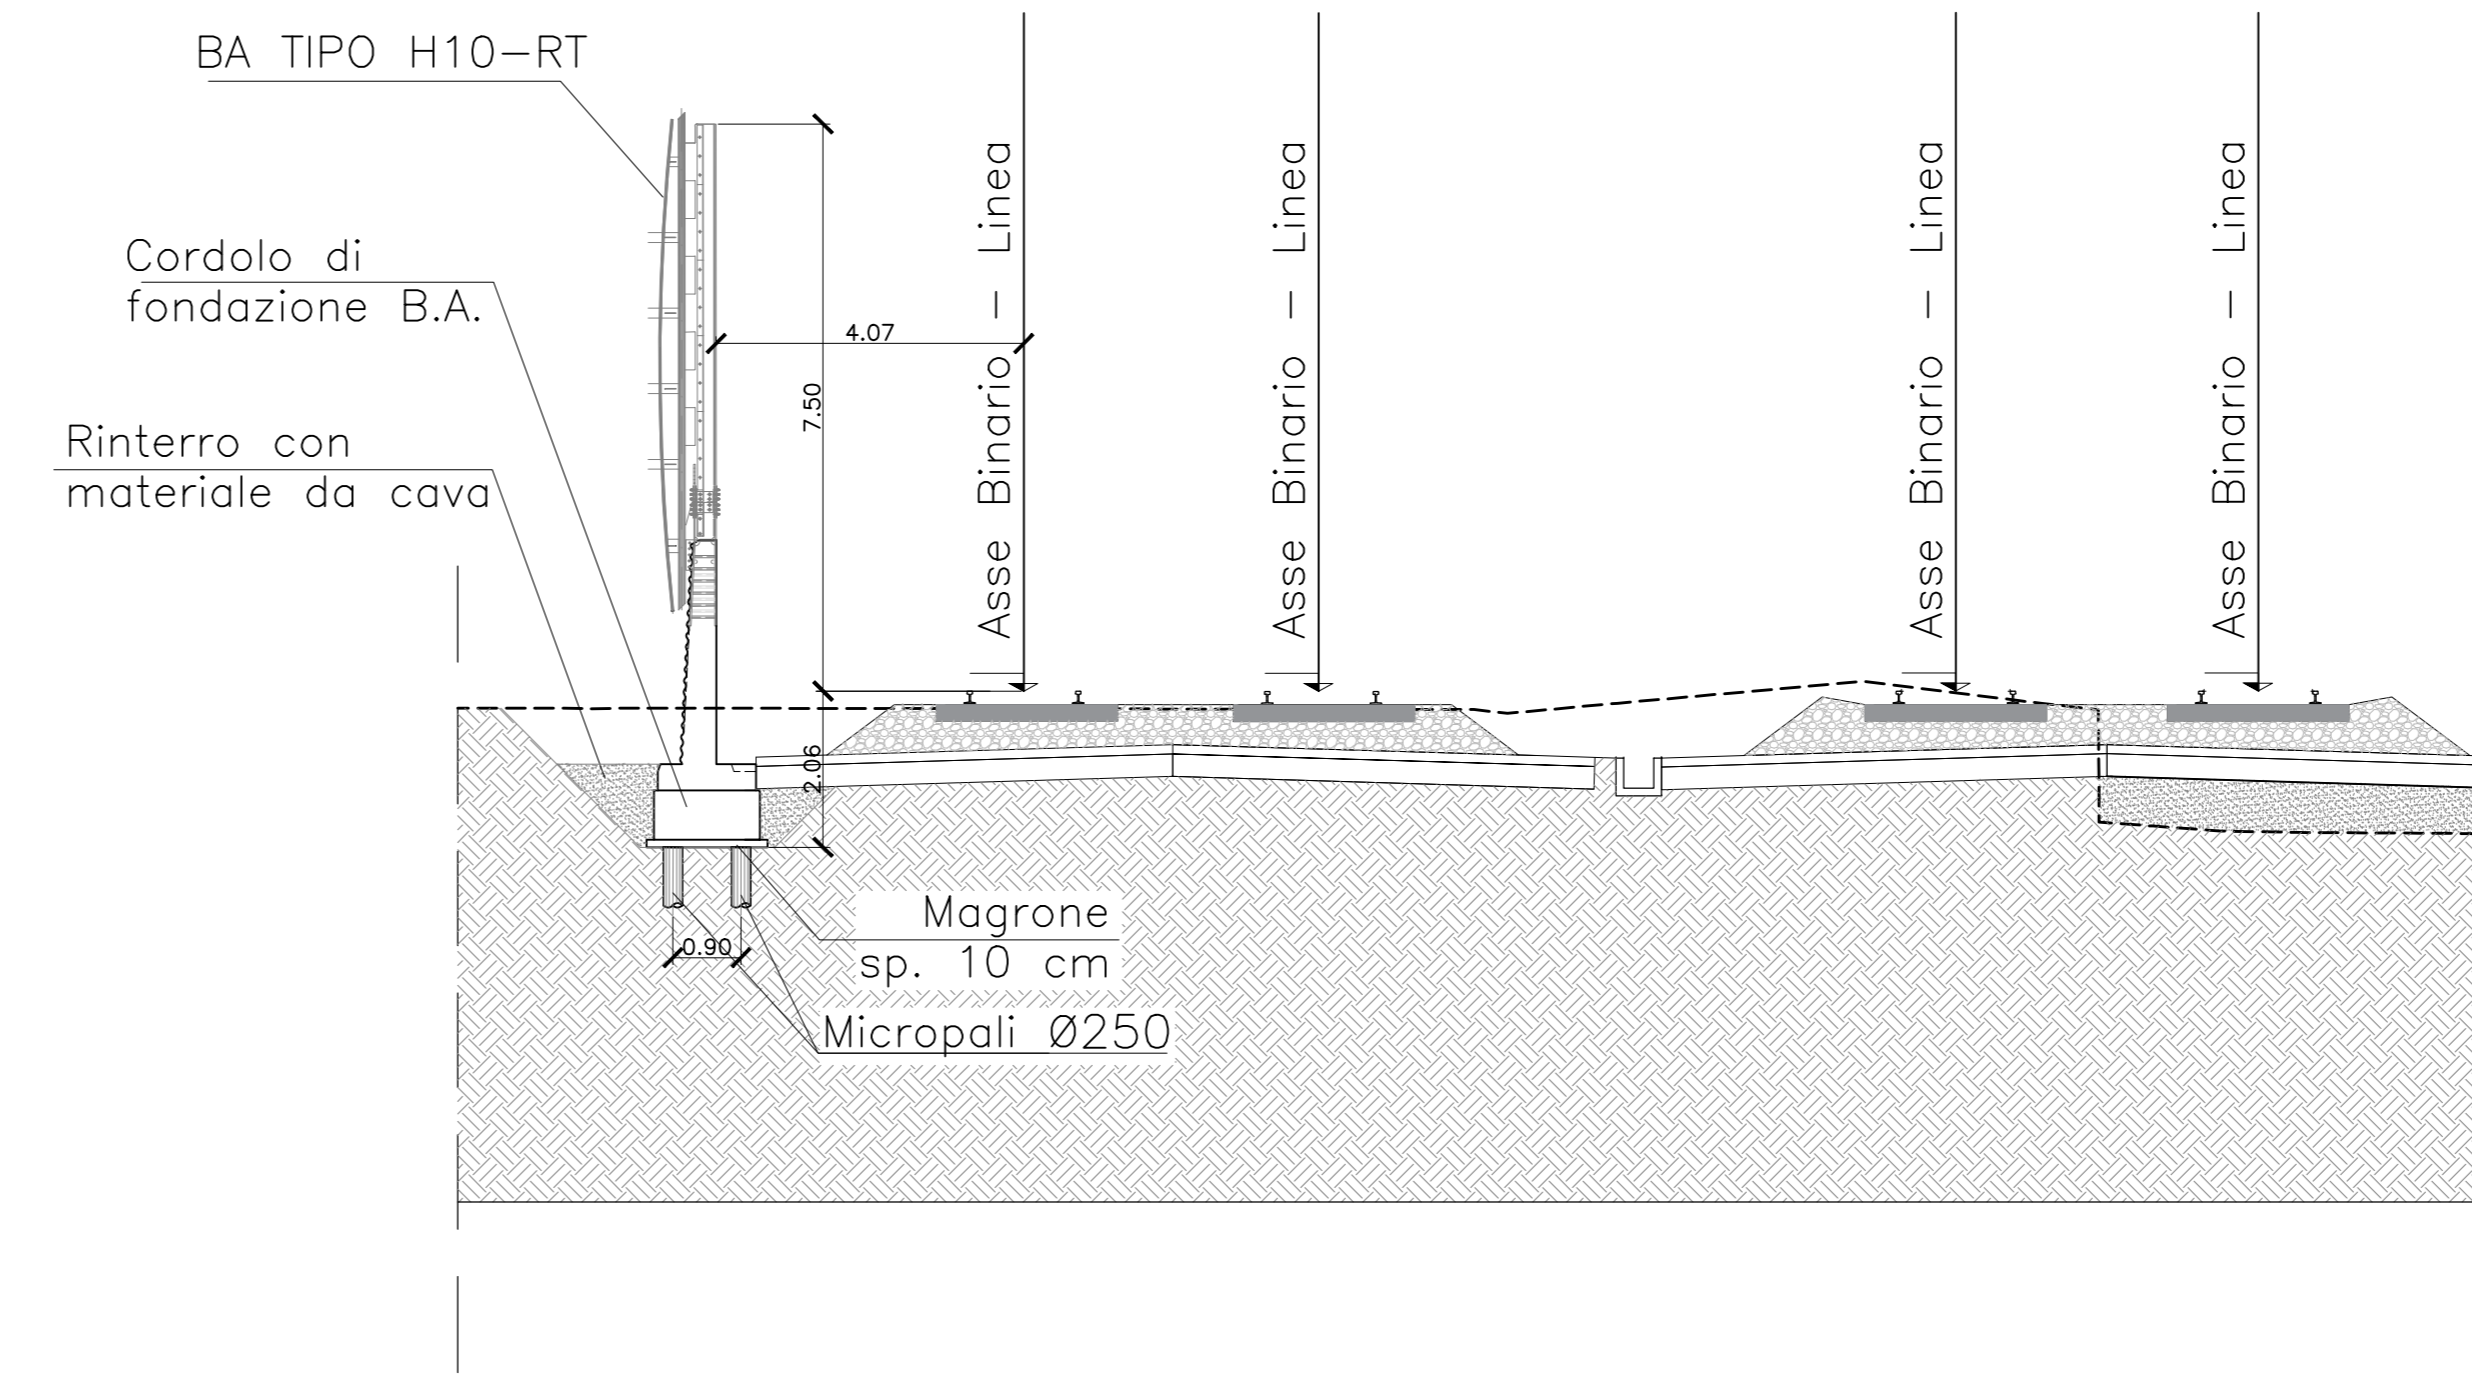 BA TIPO H10-RT
Cordolo di
fondazione B.A.
Rinterro con
materiale da cava
4.07
7.50
2.06
0.90
Asse Binario - Linea
Asse Binario - Linea
Asse Binario - Linea
Asse Binario - Linea
Magrone
sp. 10 cm
Micropali Ø250